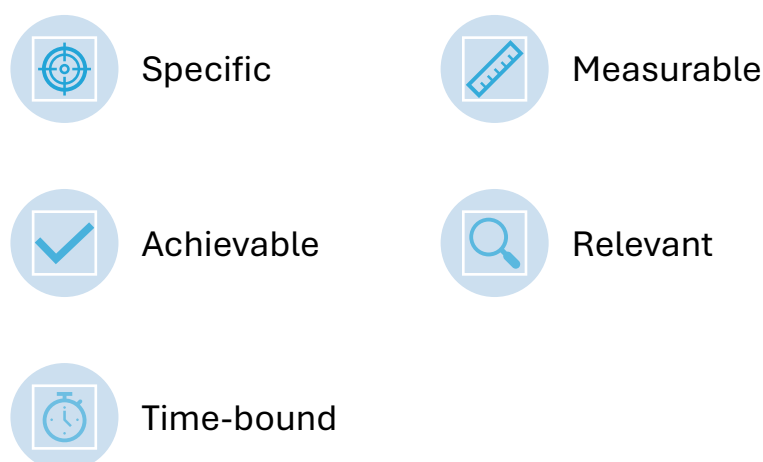 Specific
Measurable
Achievable
Relevant
Time-bound